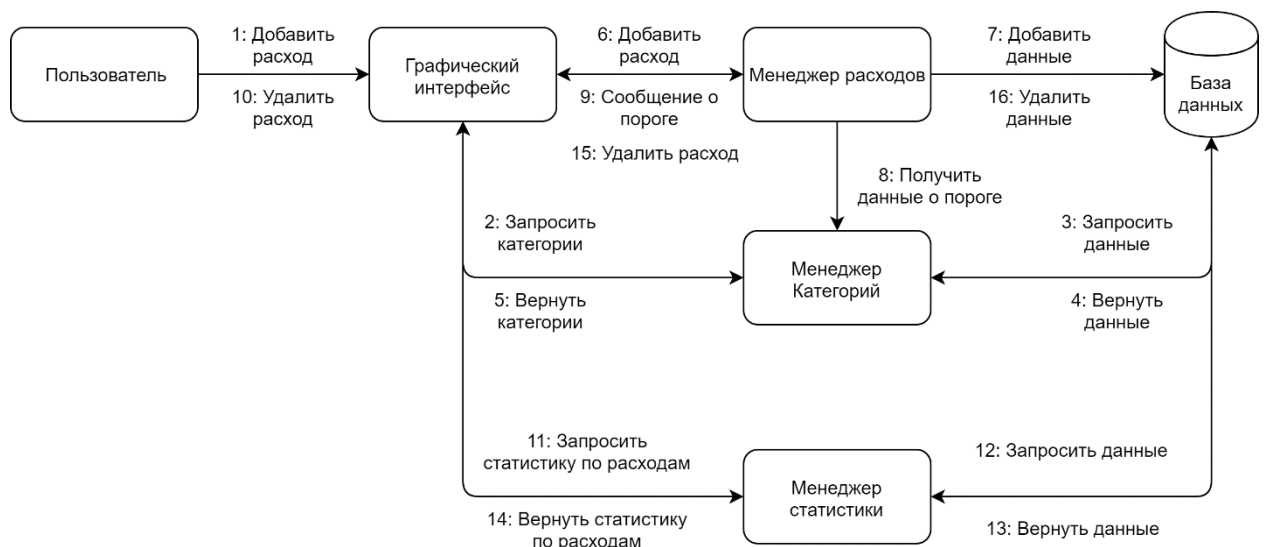 1: Добавить
расход
6: Добавить
расход
7: Добавить
данные
Пользователь
Графический
интерфейс
Менеджер расходов
База
данных
10: Удалить
расход
9: Сообщение о
пороге
16: Удалить
данные
15: Удалить расход
8: Получить
данные о пороге
2: Запросить
категории
3: Запросить
данные
Менеджер
Категорий
5: Вернуть
категории
4: Вернуть
данные
11: Запросить
статистику по расходам
12: Запросить данные
Менеджер
статистики
14: Вернуть статистику
по расходам
13: Вернуть данные